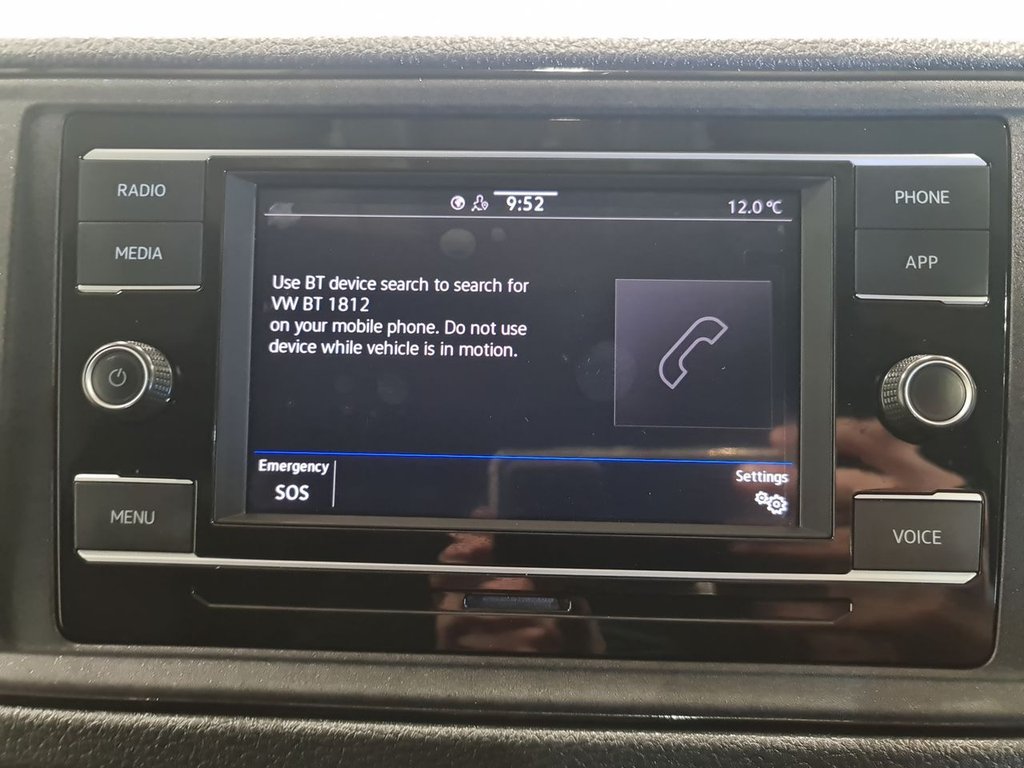 RADIO
MEDIA
MENU
9:52
12.0 °C
Use BT device search to search for
VW BT 1812
on your mobile phone. Do not use
device while vehicle is in motion.
Emergency
SOS
Settings
PHONE
APP
VOICE